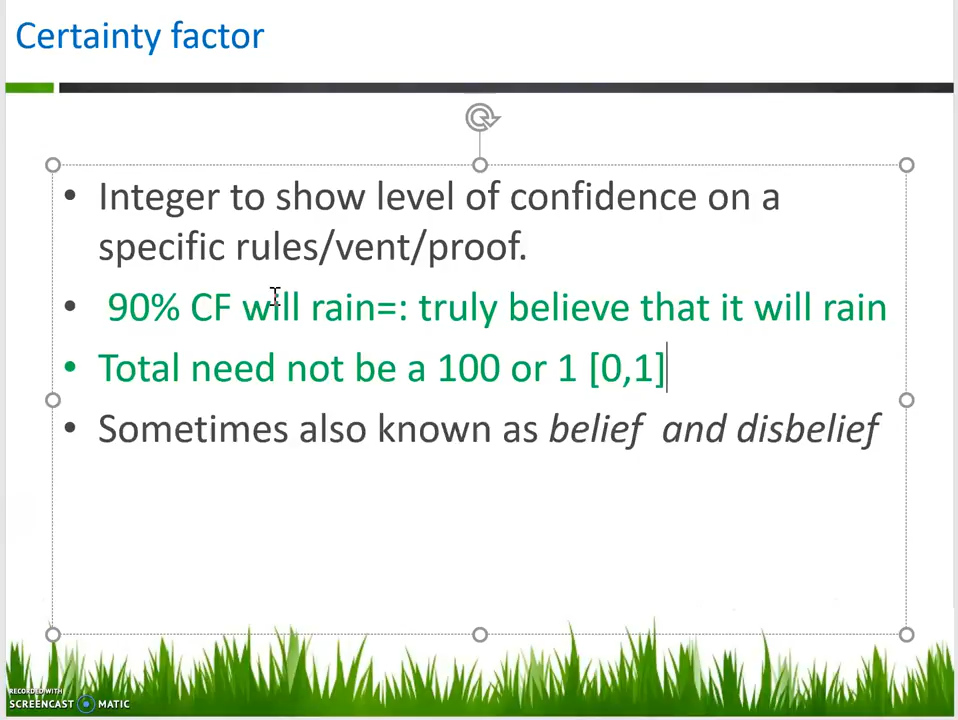 Certainty factor
• Integer to show level of confidence on a
specific rules/vent/proof.
• 90% CF will rain=: truly believe that it will rain
• Total need not be a 100 or 1 [0,1]
• Sometimes also known as belief and disbelief
RECORDED WITH
SCREENCAST MATIC